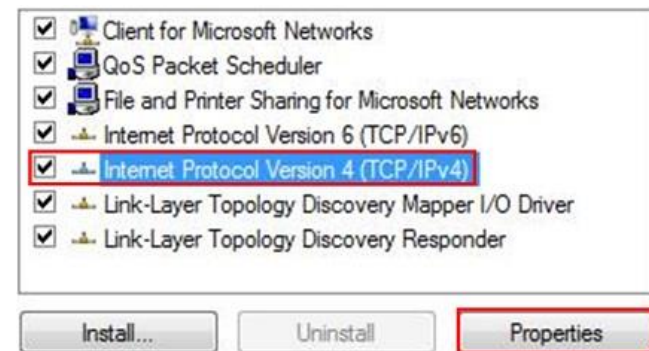 Client for Microsoft Networks
QoS Packet Scheduler
File and Printer Sharing for Microsoft Networks
Internet Protocol Version 6 (TCP/IPv6)
Internet Protocol Version 4 (TCP/IPv4)
Link-Layer Topology Discovery Mapper I/O Driver
Link-Layer Topology Discovery Responder
Install... Uninstall Properties